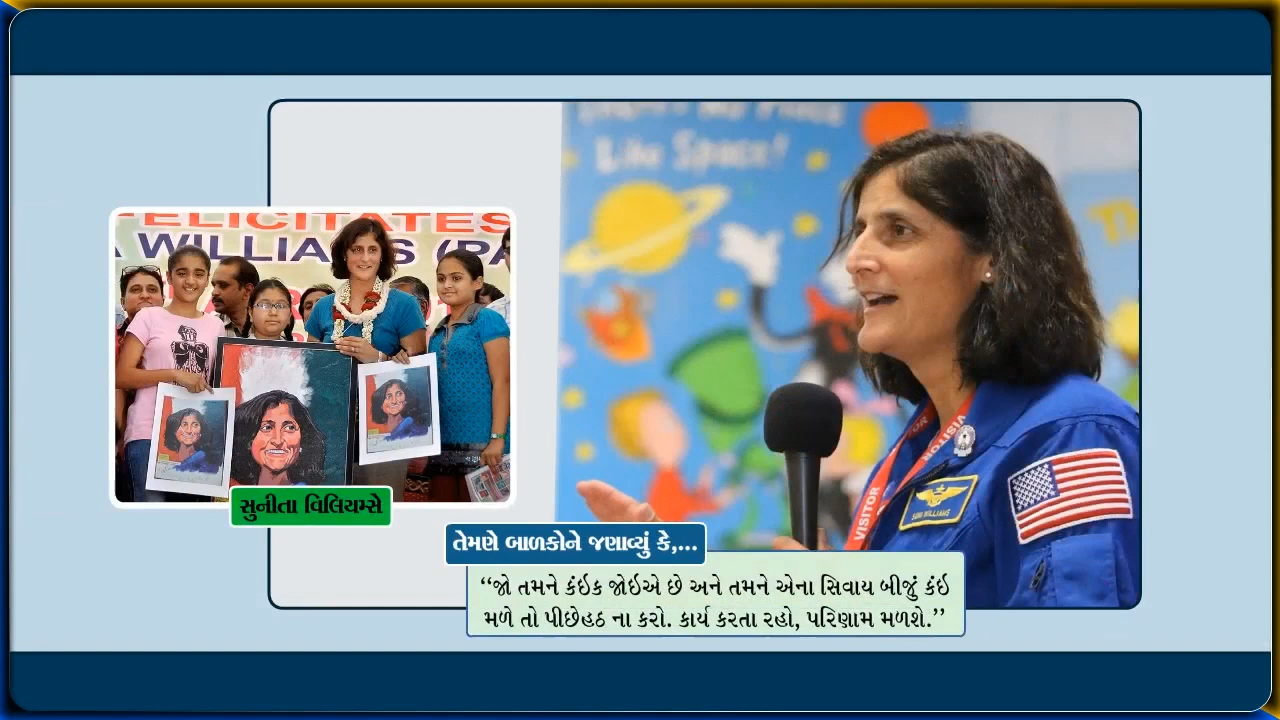 Like Space!
FELICITATES
A WILLIAMS (PA
સુનીતા વિલિયમ્સે
તેમણે બાળકોને જણાવ્યું કે,...
VISITOR
VISITOR
SUNI WILLIAMS
“જો તમને કંઇક જોઇએ છે અને તમને એના સિવાય બીજું કંઇ
મળે તો પીછેહઠ ના કરો. કાર્ય કરતા રહો, પરિણામ મળશે.”